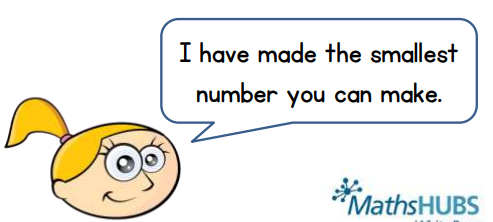 I have made the smallest
number you can make.
MathsHUBS